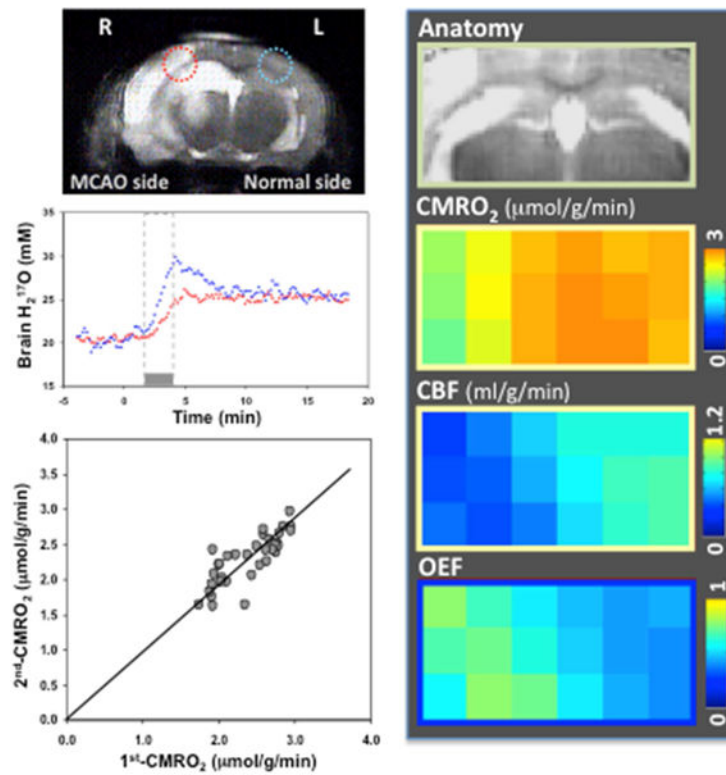 R L
MCAO side Normal side
35
30
25
20
15
Brain H₂¹⁷O (mM)
-5 0 5 10 15 20
Time (min)
4.0
3.5
3.0
2.5
2.0
1.5
1.0
0.5
0.0
2ⁿᵈ-CMRO₂ (μmol/g/min)
0.0 1.0 2.0 3.0 4.0
1ˢᵗ-CMRO₂ (μmol/g/min)
Anatomy
CMRO₂ (μmol/g/min)
3
0
CBF (ml/g/min)
1.2
0
OEF
1
0